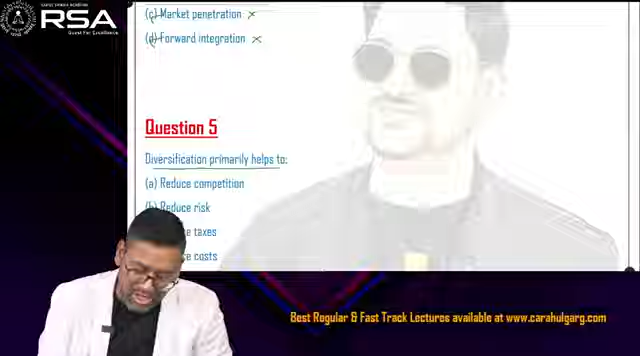 RSA
Quest For Excellence
(c) Market penetration
(d) Forward integration
Question 5
Diversification primarily helps to:
(a) Reduce competition
(b) Reduce risk
taxes
costs
Best Regular & Fast Track Lectures available at www.carahulgarg.com